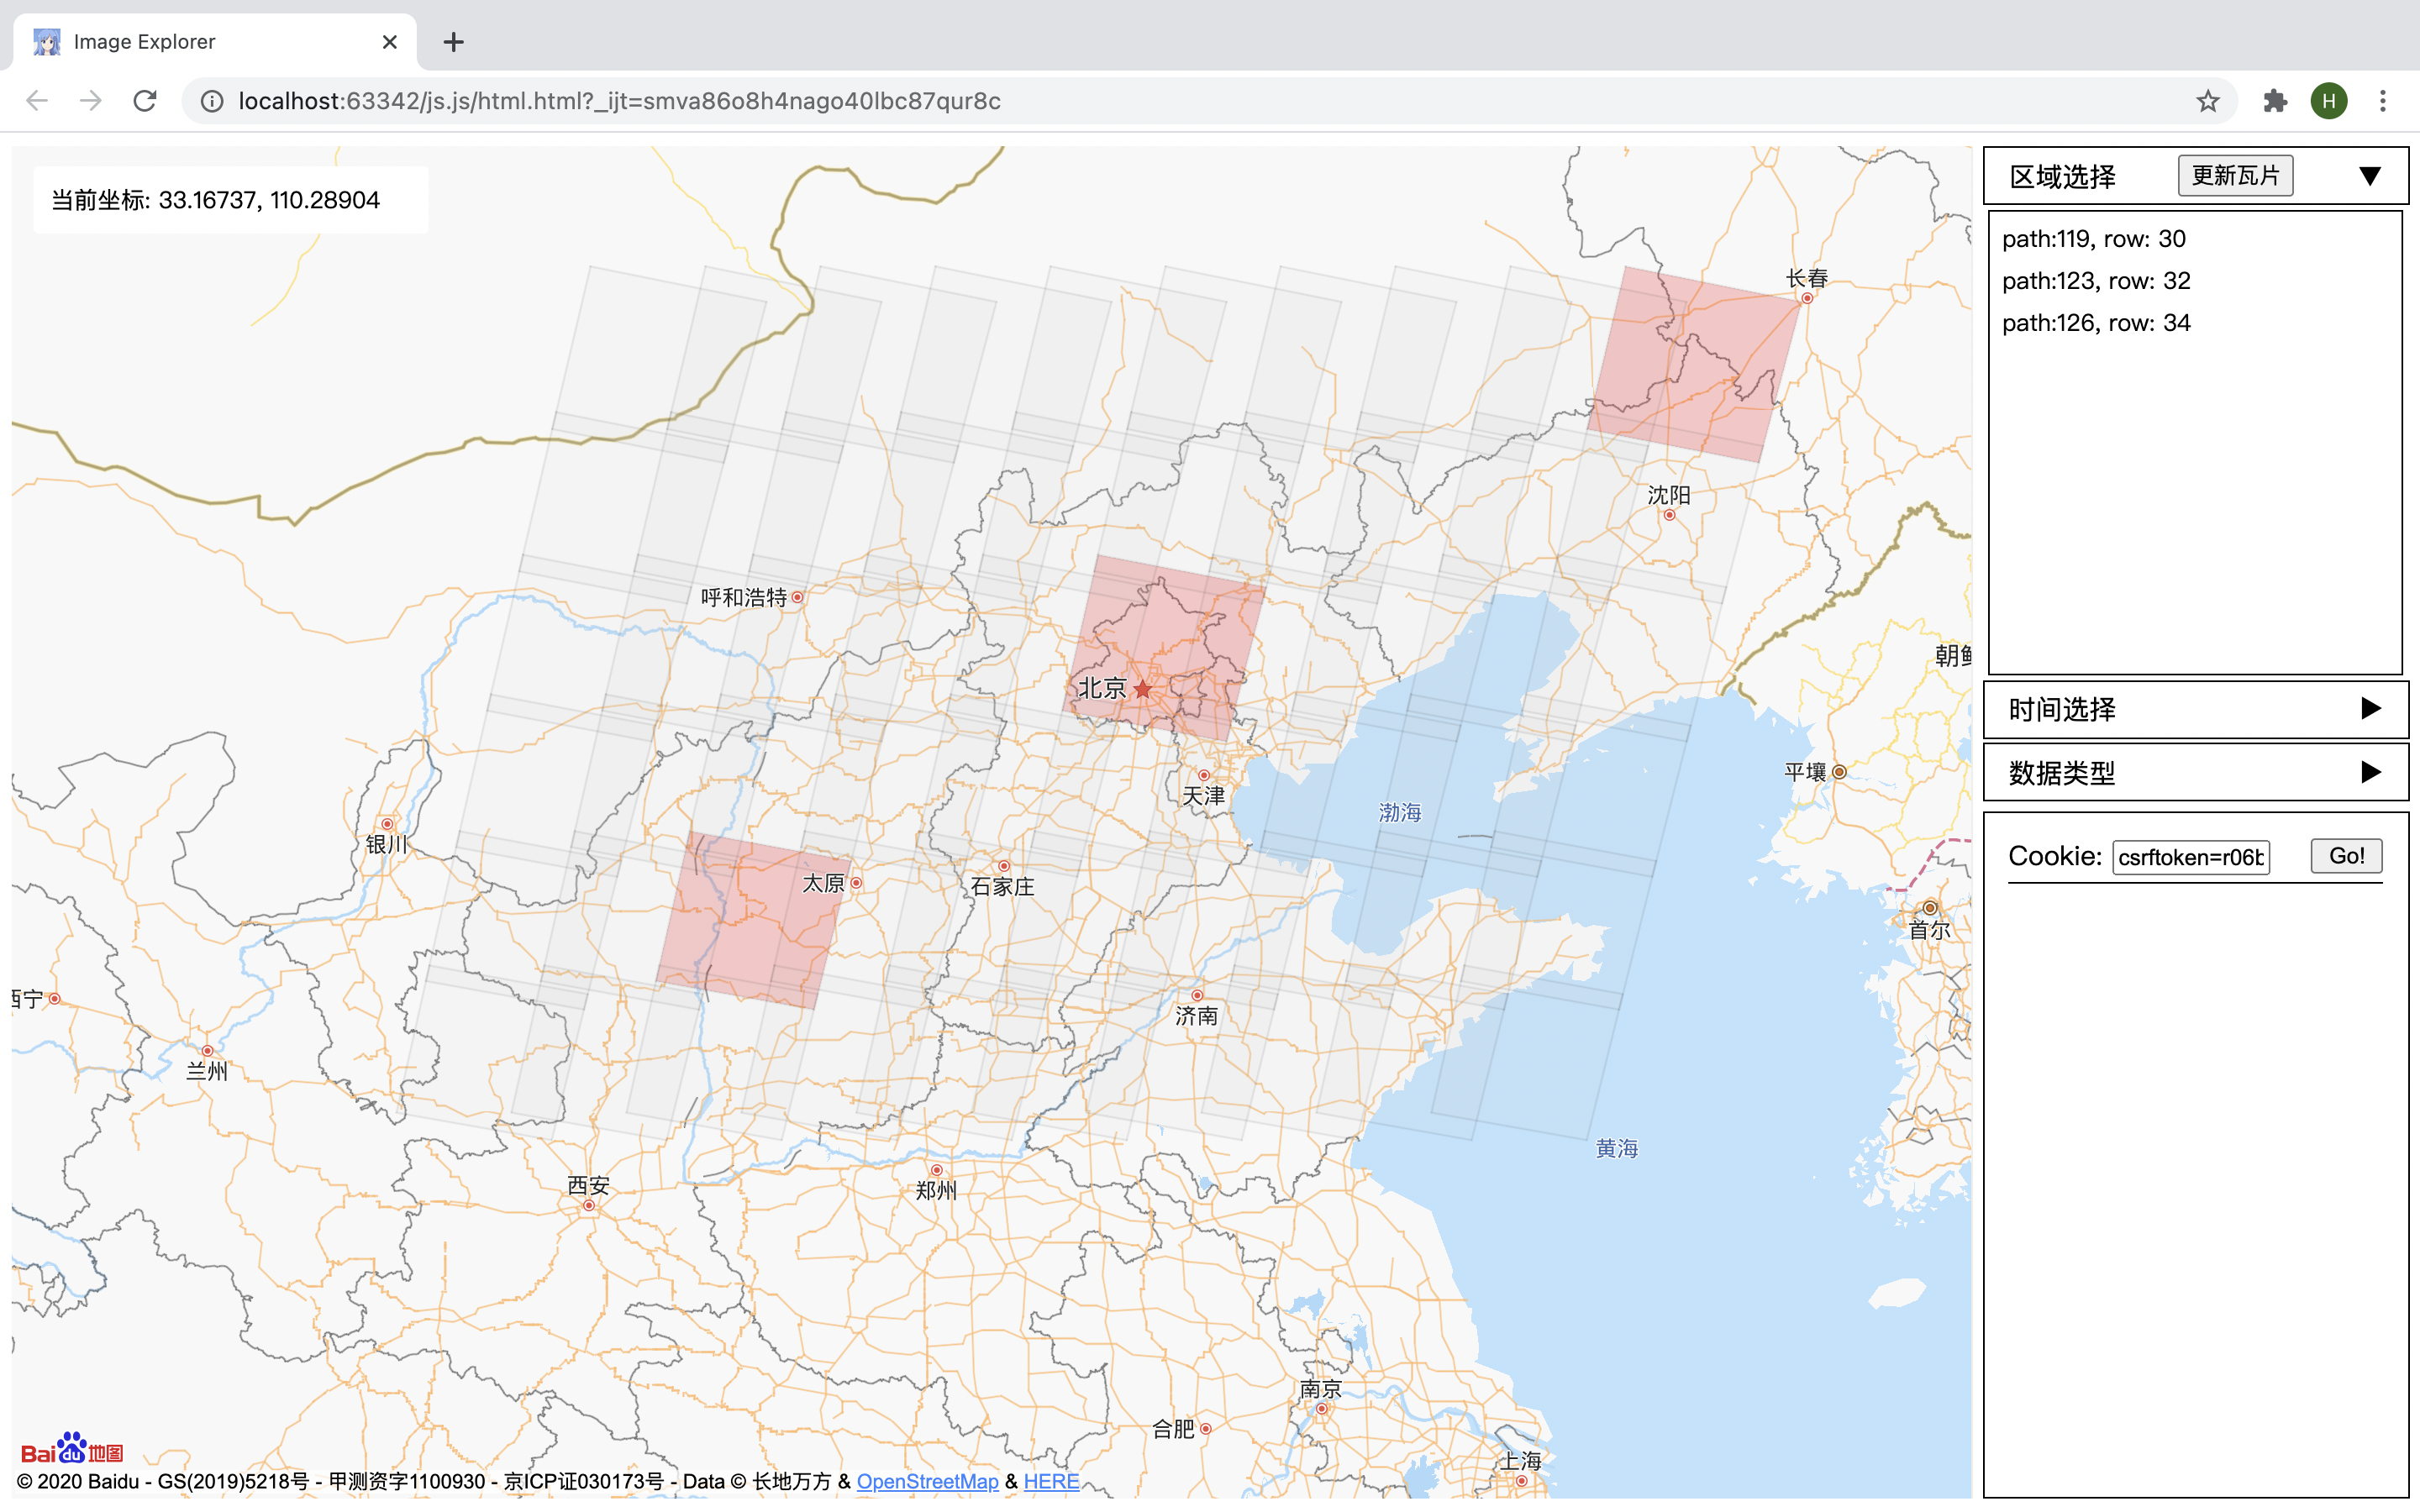 Image Explorer
localhost:63342/js.js/html.html?_ijt=smva86o8h4nago40lbc87qur8c
H
当前坐标: 33.16737, 110.28904
区域选择 更新瓦片
path:119, row: 30
path:123, row: 32
path:126, row: 34
时间选择
数据类型
Cookie: csrftoken=r06b Go!
长春
沈阳
呼和浩特
朝
北京
平壤
天津
渤海
银川
太原
石家庄
首尔
西宁
济南
兰州
黄海
西安
郑州
南京
合肥
上海
Bai du 地图
© 2020 Baidu - GS(2019)5218号 - 甲测资字1100930 - 京ICP证030173号 - Data © 长地万方 & OpenStreetMap & HERE